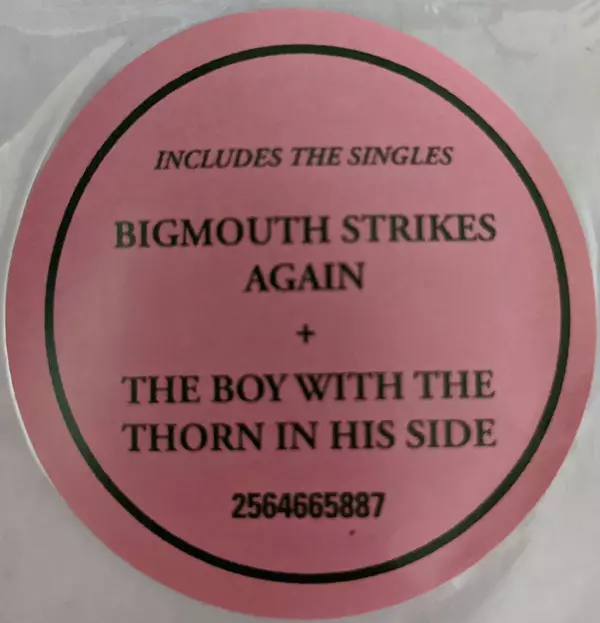 INCLUDES THE SINGLES
BIGMOUTH STRIKES
AGAIN
+
THE BOY WITH THE
THORN IN HIS SIDE
2564665887